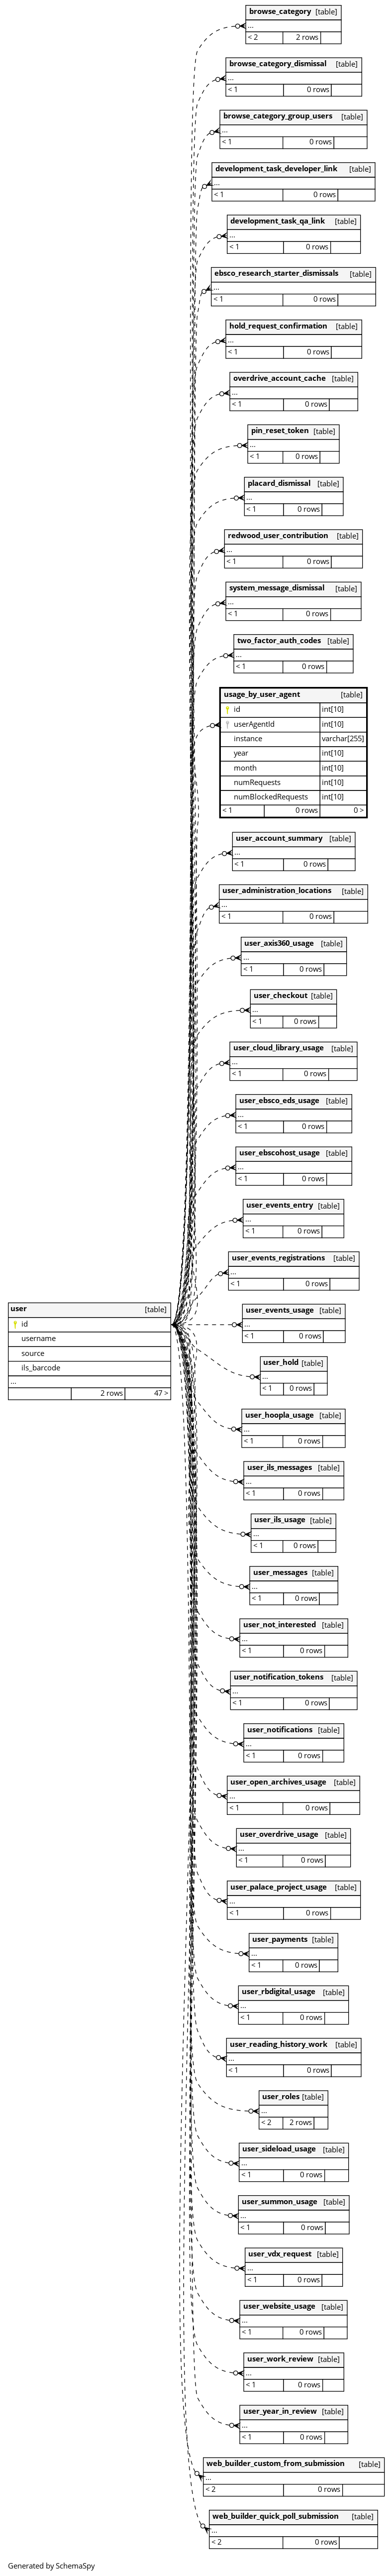 browse_category [table]
...
< 2 2 rows
browse_category_dismissal [table]
...
< 1 0 rows
browse_category_group_users [table]
...
< 1 0 rows
development_task_developer_link [table]
...
< 1 0 rows
development_task_qa_link [table]
...
< 1 0 rows
ebsco_research_starter_dismissals [table]
...
< 1 0 rows
hold_request_confirmation [table]
...
< 1 0 rows
overdrive_account_cache [table]
...
< 1 0 rows
pin_reset_token [table]
...
< 1 0 rows
placard_dismissal [table]
...
< 1 0 rows
redwood_user_contribution [table]
...
< 1 0 rows
system_message_dismissal [table]
...
< 1 0 rows
two_factor_auth_codes [table]
...
< 1 0 rows
usage_by_user_agent [table]
id int[10]
userAgentId int[10]
instance varchar[255]
year int[10]
month int[10]
numRequests int[10]
numBlockedRequests int[10]
< 1 0 rows 0 >
user_account_summary [table]
...
< 1 0 rows
user_administration_locations [table]
...
< 1 0 rows
user_axis360_usage [table]
...
< 1 0 rows
user_checkout [table]
...
< 1 0 rows
user_cloud_library_usage [table]
...
< 1 0 rows
user_ebsco_eds_usage [table]
...
< 1 0 rows
user_ebscohost_usage [table]
...
< 1 0 rows
user_events_entry [table]
...
< 1 0 rows
user_events_registrations [table]
...
< 1 0 rows
user [table]
id
username
source
ils_barcode
...
2 rows 47 >
user_events_usage [table]
...
< 1 0 rows
user_hold [table]
...
< 1 0 rows
user_hoopla_usage [table]
...
< 1 0 rows
user_ils_messages [table]
...
< 1 0 rows
user_ils_usage [table]
...
< 1 0 rows
user_messages [table]
...
< 1 0 rows
user_not_interested [table]
...
< 1 0 rows
user_notification_tokens [table]
...
< 1 0 rows
user_notifications [table]
...
< 1 0 rows
user_open_archives_usage [table]
...
< 1 0 rows
user_overdrive_usage [table]
...
< 1 0 rows
user_palace_project_usage [table]
...
< 1 0 rows
user_payments [table]
...
< 1 0 rows
user_rbdigital_usage [table]
...
< 1 0 rows
user_reading_history_work [table]
...
< 1 0 rows
user_roles [table]
...
< 2 2 rows
user_sideload_usage [table]
...
< 1 0 rows
user_summon_usage [table]
...
< 1 0 rows
user_vdx_request [table]
...
< 1 0 rows
user_website_usage [table]
...
< 1 0 rows
user_work_review [table]
...
< 1 0 rows
user_year_in_review [table]
...
< 1 0 rows
web_builder_custom_from_submission [table]
...
< 2 0 rows
web_builder_quick_poll_submission [table]
...
< 2 0 rows
Generated by SchemaSpy